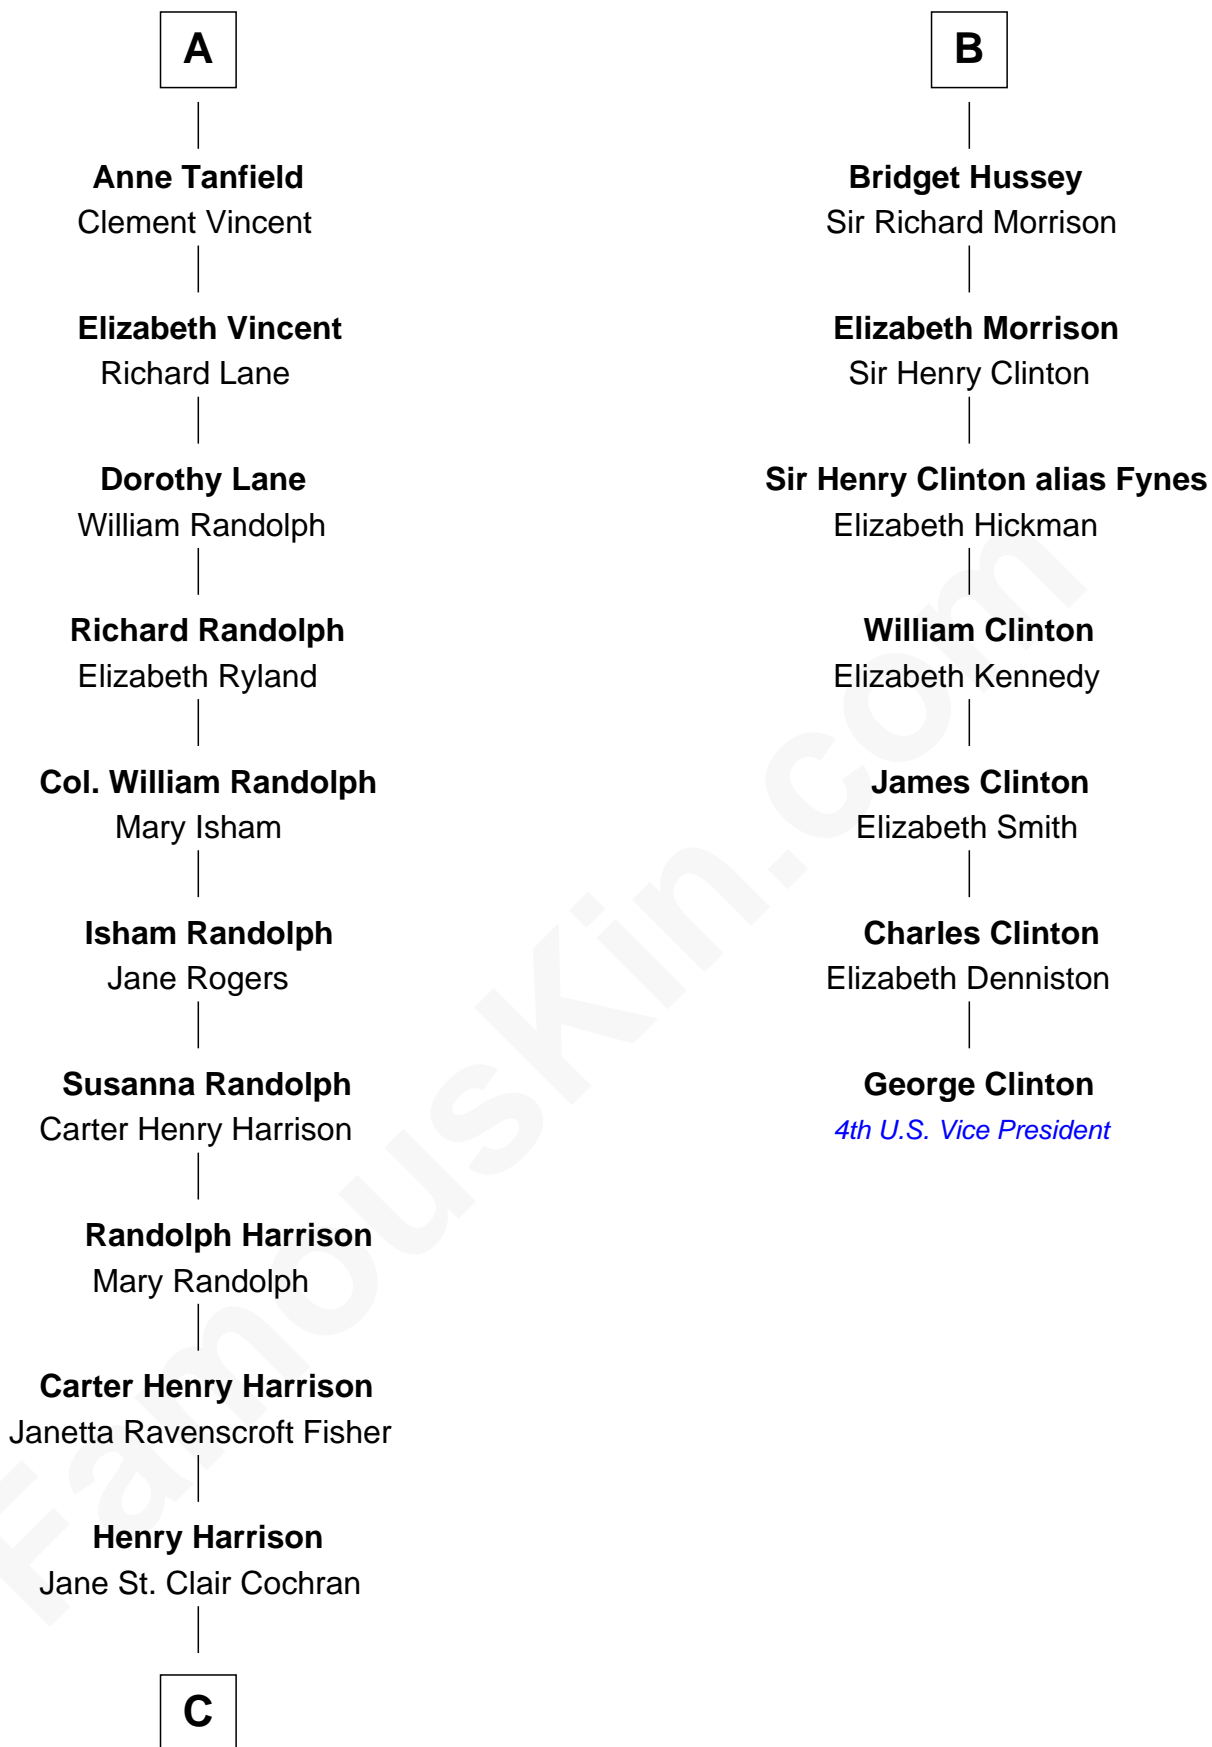 A
Anne Tanfield
Clement Vincent
Elizabeth Vincent
Richard Lane
Dorothy Lane
William Randolph
Richard Randolph
Elizabeth Ryland
Col. William Randolph
Mary Isham
Isham Randolph
Jane Rogers
Susanna Randolph
Carter Henry Harrison
Randolph Harrison
Mary Randolph
Carter Henry Harrison
Janetta Ravenscroft Fisher
Henry Harrison
Jane St. Clair Cochran
C
B
Bridget Hussey
Sir Richard Morrison
Elizabeth Morrison
Sir Henry Clinton
Sir Henry Clinton alias Fynes
Elizabeth Hickman
William Clinton
Elizabeth Kennedy
James Clinton
Elizabeth Smith
Charles Clinton
Elizabeth Denniston
George Clinton
4th U.S. Vice President
FamousKin.com